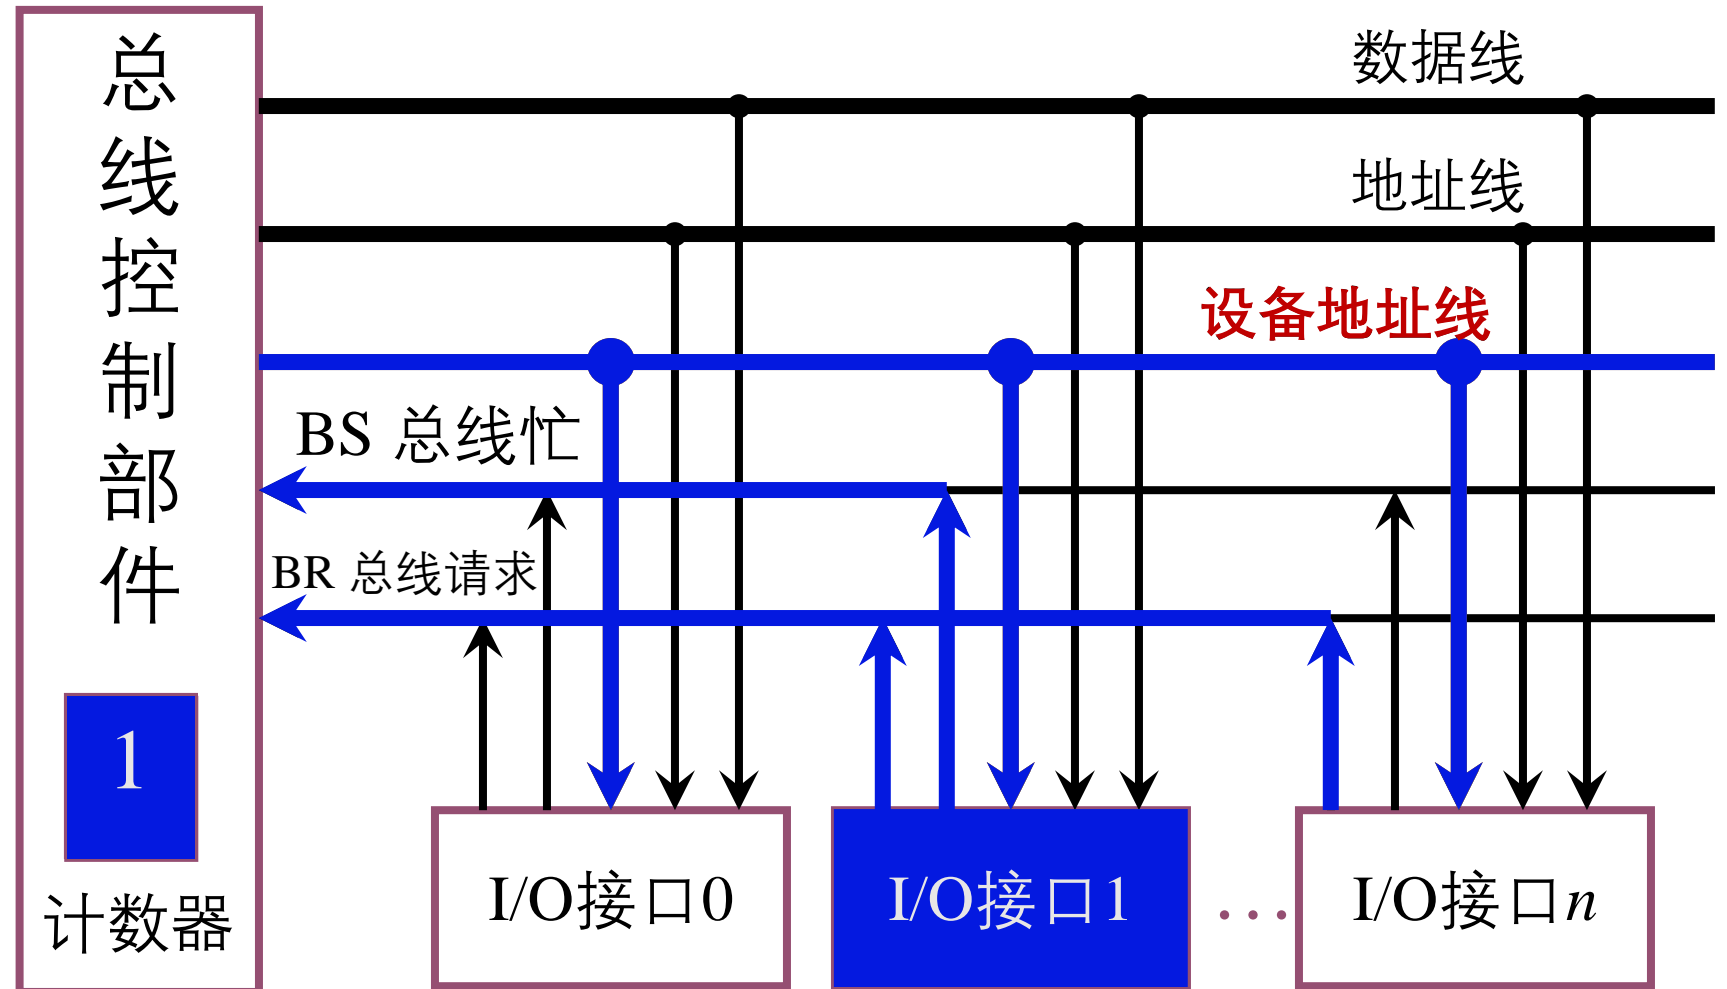 总线控制部件
数据线
地址线
设备地址线
BS 总线忙
BR 总线请求
1
计数器
I/O接口0
I/O接口1
...
I/O接口n